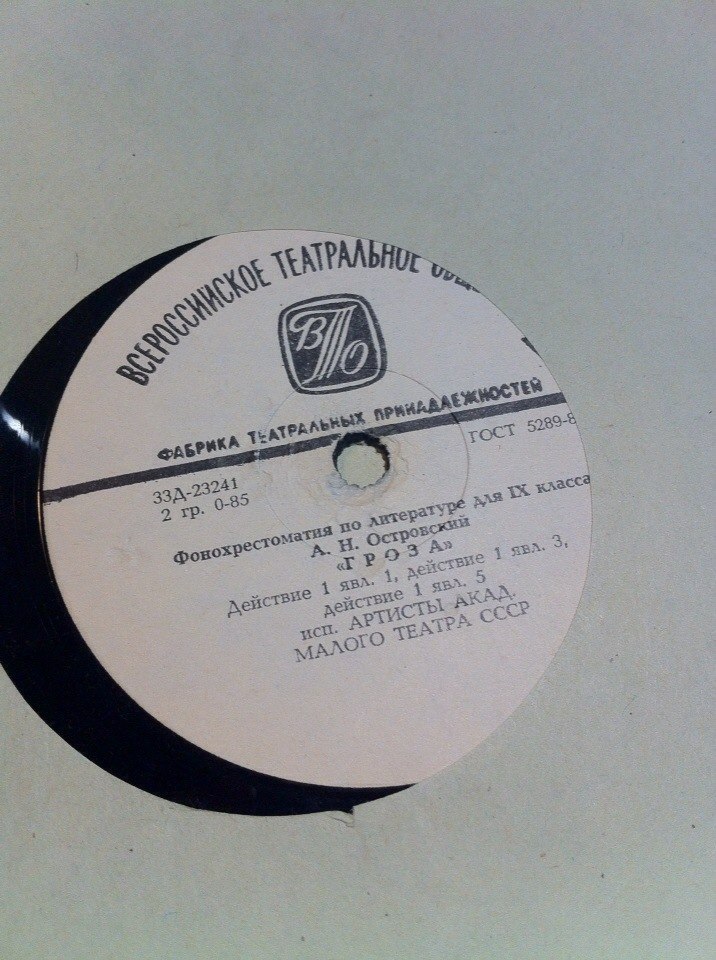 ВСЕРОССИЙСКОЕ ТЕАТРАЛЬНОЕ
ВТО
ФАБРИКА ТЕАТРАЛЬНЫХ ПРИНАДЛЕЖНОСТЕЙ
ГОСТ 5289-8
33Д-23241
2 гр. 0-85
Фонохрестоматия по литературе для IX класса
А. Н. Островский
«ГРОЗА»
Действие 1 явл. 1, действие 1 явл. 3,
действие 1 явл. 5
исп. АРТИСТЫ АКАД.
МАЛОГО ТЕАТРА СССР